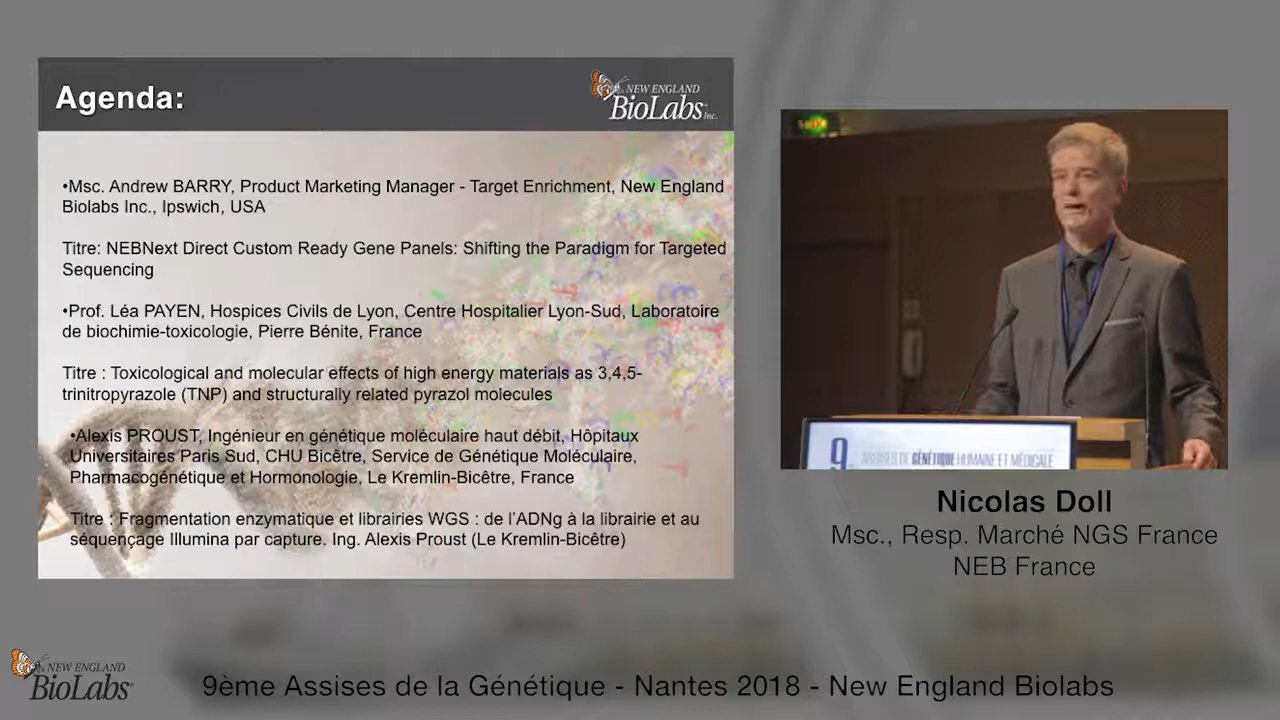 Agenda:
NEW ENGLAND
BioLabs Inc.
•Msc. Andrew BARRY, Product Marketing Manager - Target Enrichment, New England
Biolabs Inc., Ipswich, USA
Titre: NEBNext Direct Custom Ready Gene Panels: Shifting the Paradigm for Targeted
Sequencing
•Prof. Léa PAYEN, Hospices Civils de Lyon, Centre Hospitalier Lyon-Sud, Laboratoire
de biochimie-toxicologie, Pierre Bénite, France
Titre : Toxicological and molecular effects of high energy materials as 3,4,5-
trinitropyrazole (TNP) and structurally related pyrazol molecules
•Alexis PROUST, Ingénieur en génétique moléculaire haut débit, Hôpitaux
Universitaires Paris Sud, CHU Bicêtre, Service de Génétique Moléculaire,
Pharmacogénétique et Hormonologie, Le Kremlin-Bicêtre, France
Titre : Fragmentation enzymatique et librairies WGS : de l'ADNg à la librairie et au
séquençage Illumina par capture. Ing. Alexis Proust (Le Kremlin-Bicêtre)
9
ASSISES DE GÉNÉTIQUE HUMAINE ET MÉDICALE
Nicolas Doll
Msc., Resp. Marché NGS France
NEB France
NEW ENGLAND
BioLabs
9ème Assises de la Génétique - Nantes 2018 - New England Biolabs